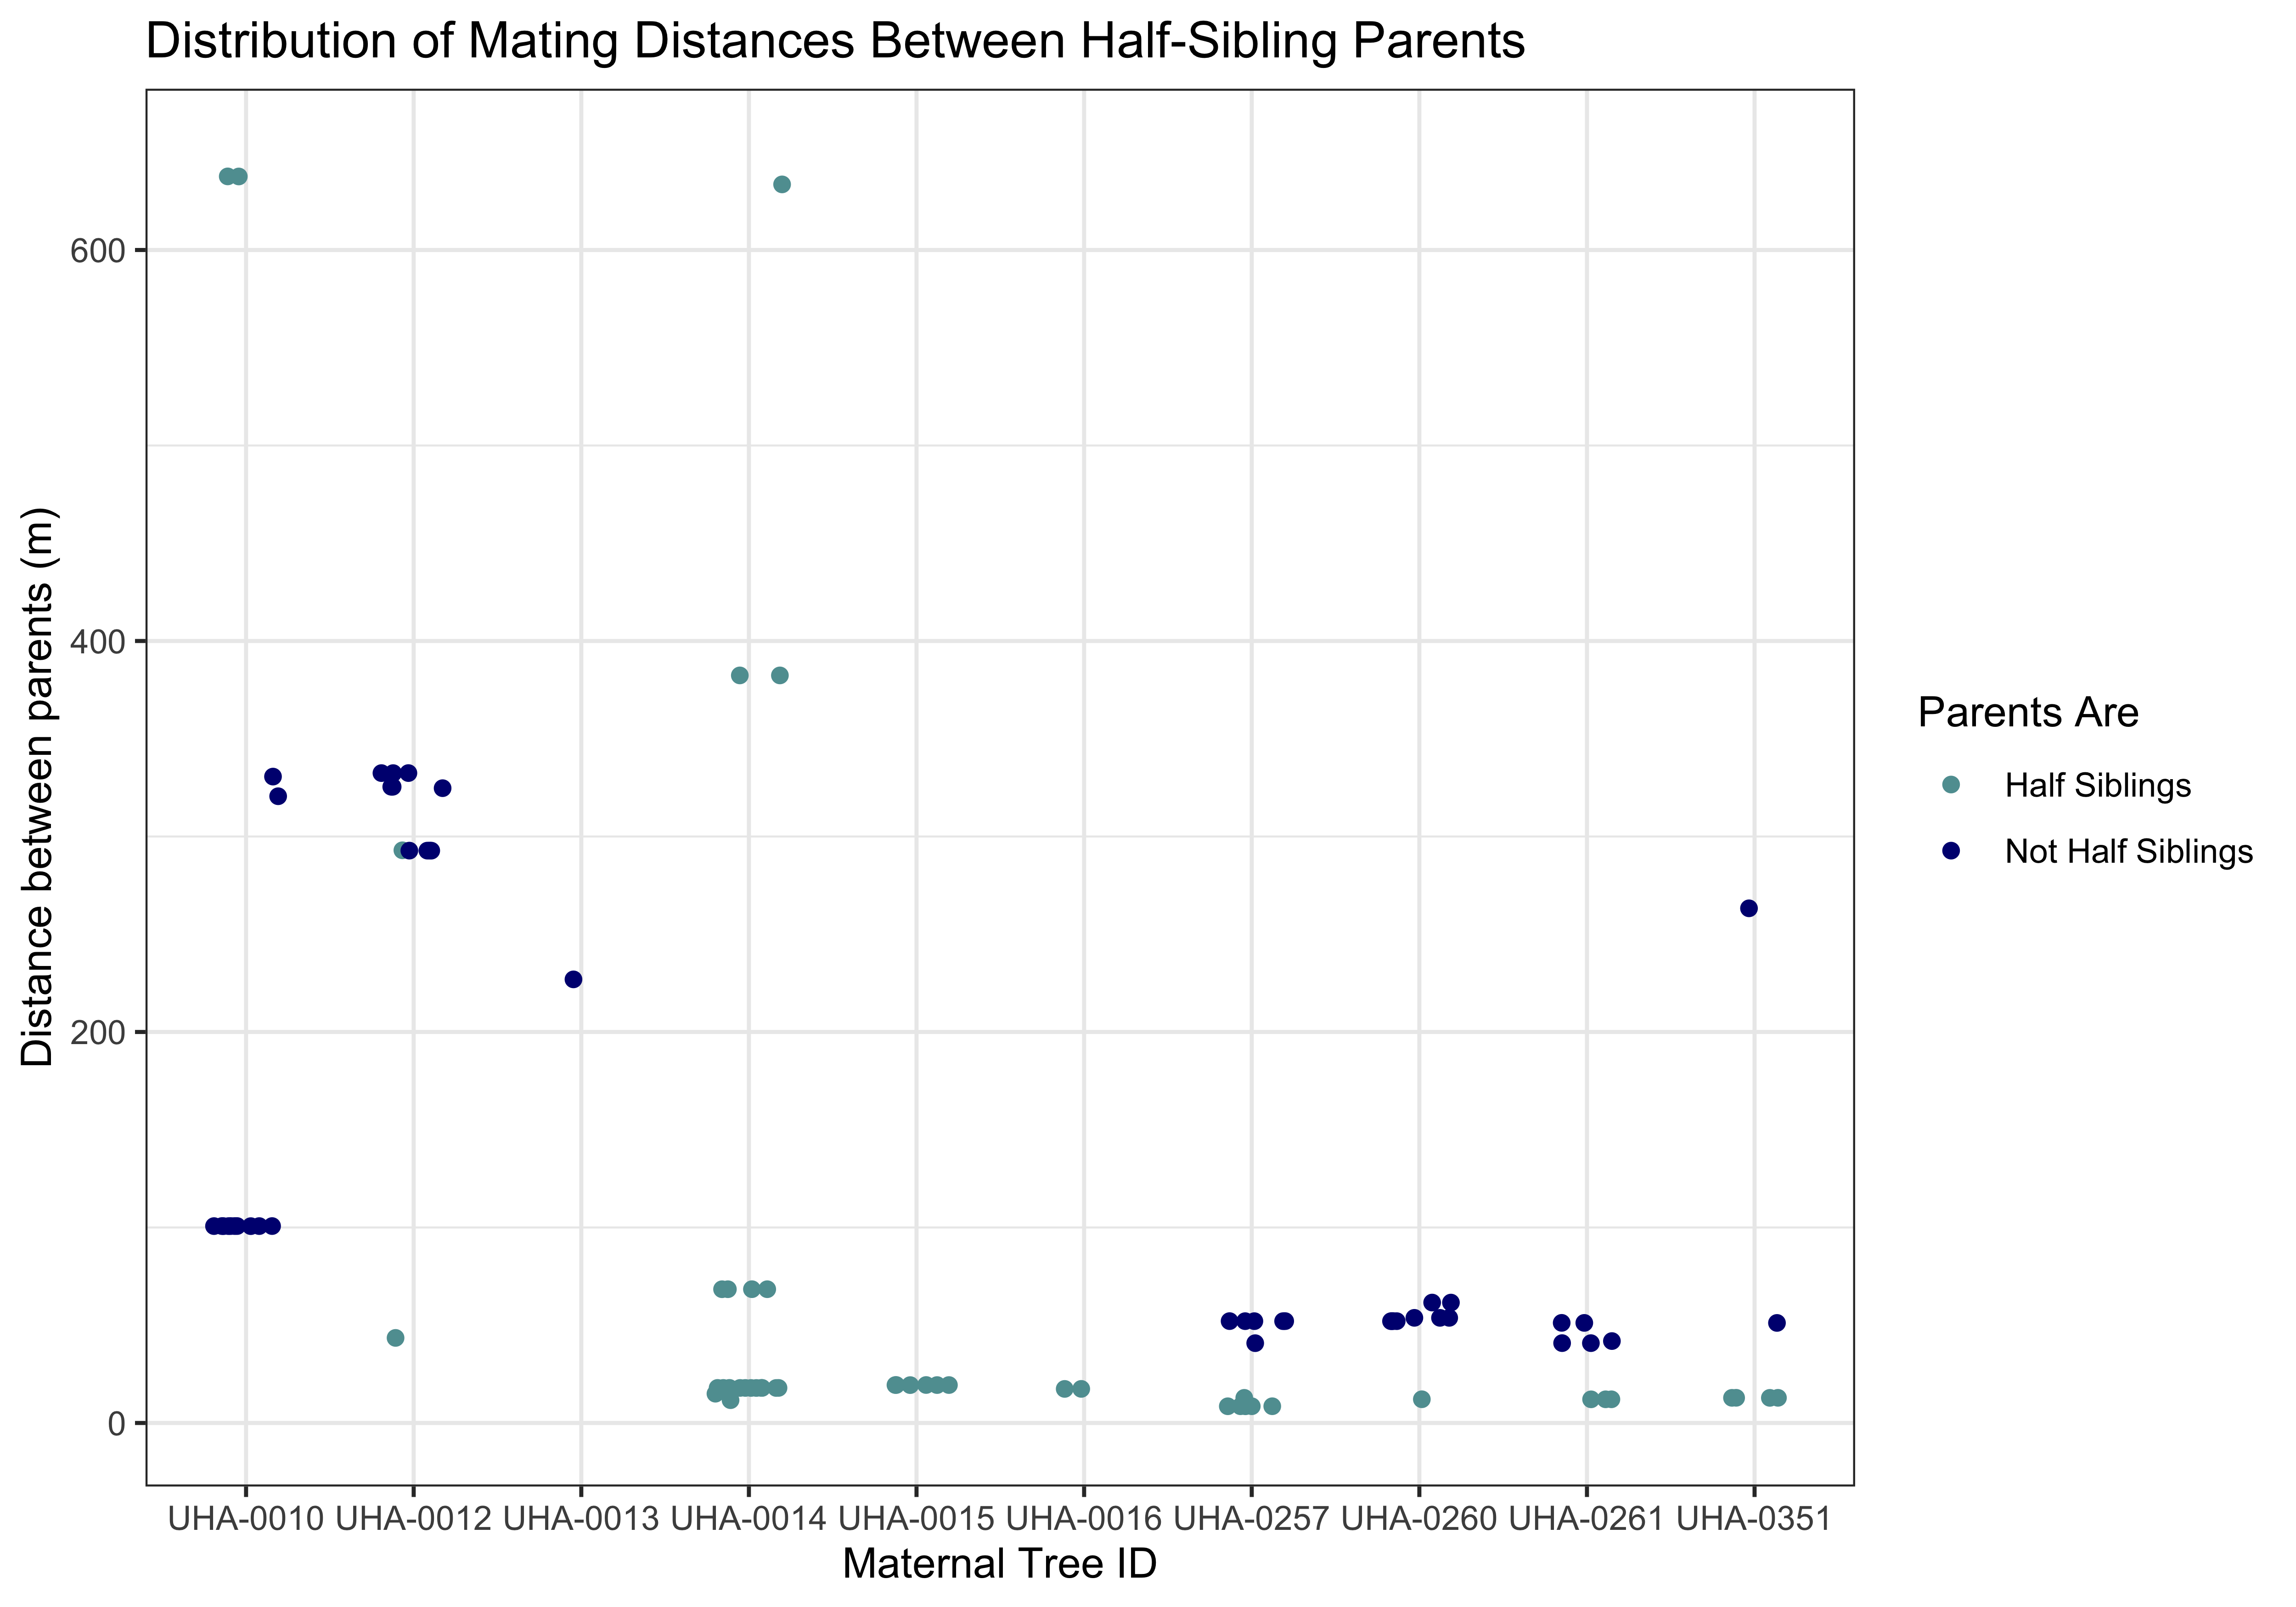 Distribution of Mating Distances Between Half-Sibling Parents
Distance between parents (m)
600
400
200
0
UHA-0010 UHA-0012 UHA-0013 UHA-0014 UHA-0015 UHA-0016 UHA-0257 UHA-0260 UHA-0261 UHA-0351
Maternal Tree ID
Parents Are
Half Siblings
Not Half Siblings